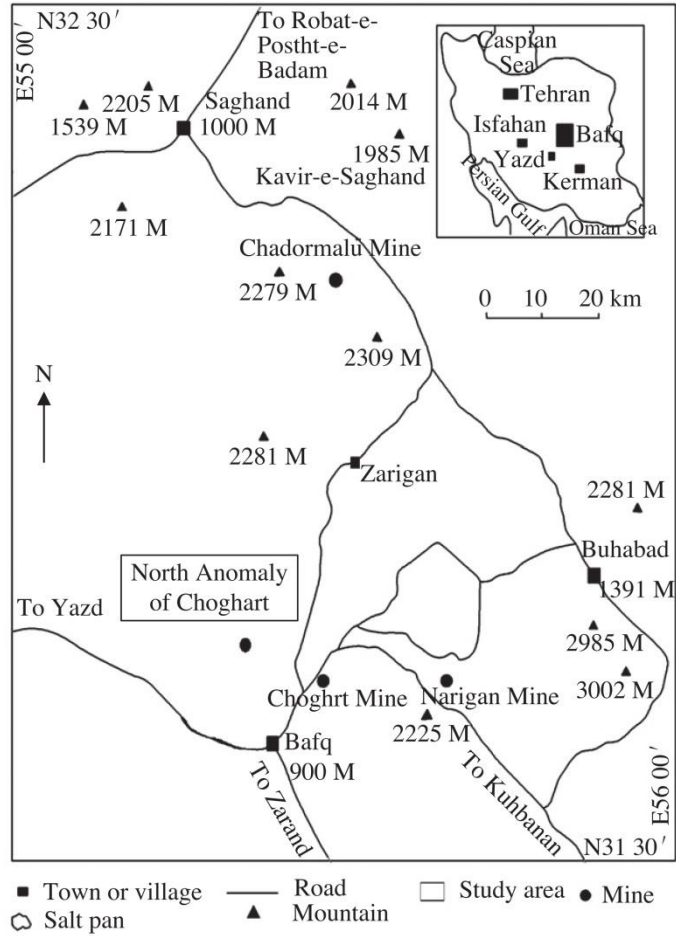 N32 30′
E55 00′
To Robat-e-
Postht-e-
Badam
2205 M
1539 M
Saghand
1000 M
2014 M
1985 M
Kavir-e-Saghand
2171 M
Caspian
Sea
Tehran
Isfahan
Bafq
Yazd
Kerman
Persian Gulf
Oman Sea
Chadormalu Mine
2279 M
0 10 20 km
2309 M
N
2281 M
Zarigan
2281 M
Buhabad
1391 M
North Anomaly
of Choghart
To Yazd
2985 M
3002 M
Choghrt Mine
Narigan Mine
2225 M
Bafq
900 M
To Zarand
To Kuhbanan
E56 00′
N31 30′
Town or village
Road
Study area
Mine
Salt pan
Mountain